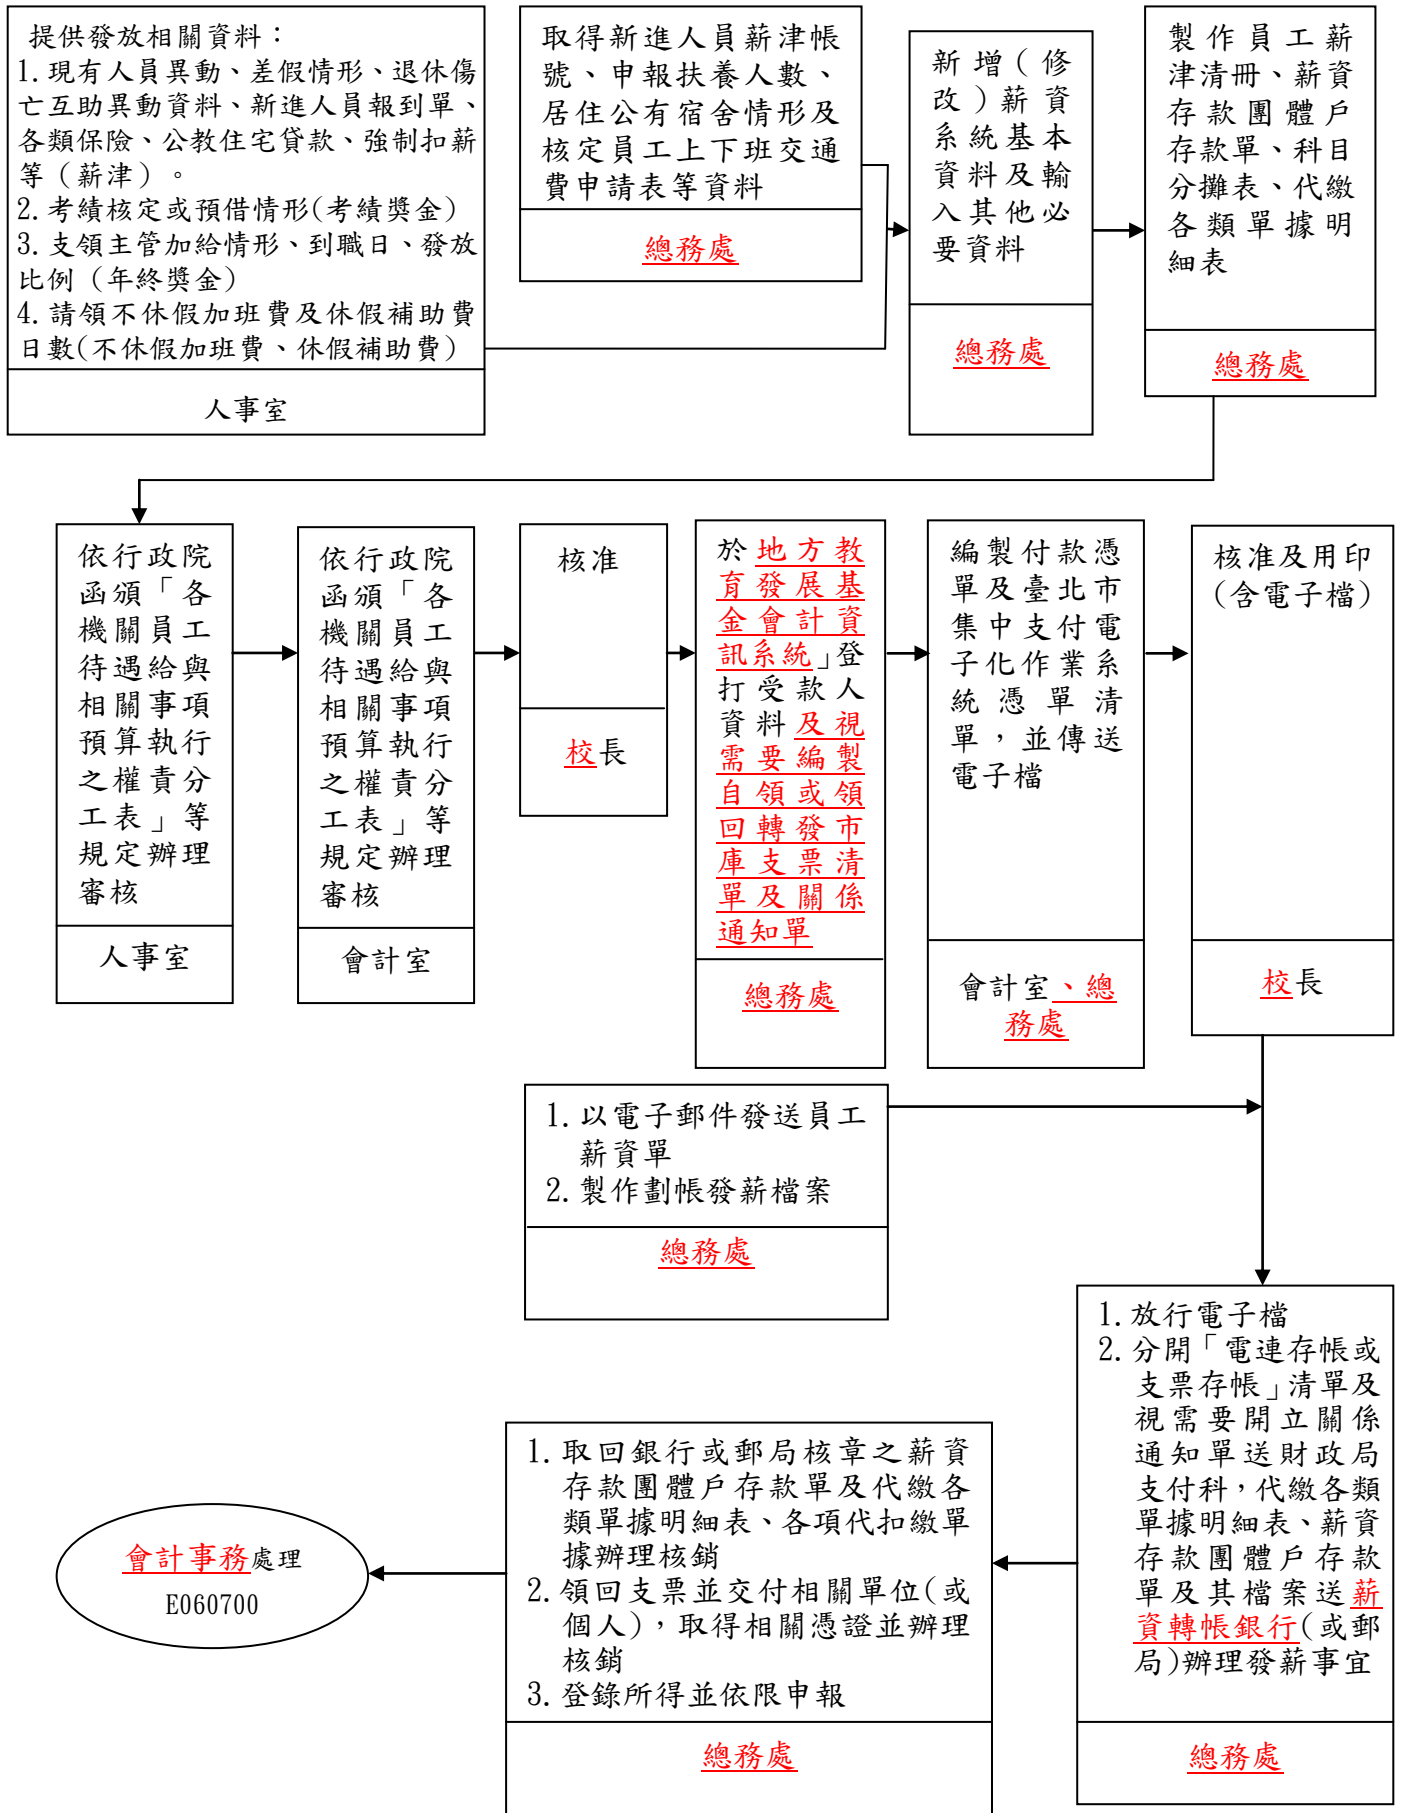 提供發放相關資料：
1.現有人員異動、差假情形、退休傷
亡互助異動資料、新進人員報到單、
各類保險、公教住宅貸款、強制扣薪
等（薪津）。
2.考績核定或預借情形(考績獎金)
3.支領主管加給情形、到職日、發放
比例（年終獎金)
4.請領不休假加班費及休假補助費
日數(不休假加班費、休假補助費)
人事室
取得新進人員薪津帳
號、申報扶養人數、
居住公有宿舍情形及
核定員工上下班交通
費申請表等資料
總務處
新增（修
改）薪資
系統基本
資料及輸
入其他必
要資料
總務處
製作員工薪
津清冊、薪資
存款團體戶
存款單、科目
分攤表、代繳
各類單據明
細表
總務處
依行政院
函頒「各
機關員工
待遇給與
相關事項
預算執行
之權責分
工表」等
規定辦理
審核
人事室
依行政院
函頒「各
機關員工
待遇給與
相關事項
預算執行
之權責分
工表」等
規定辦理
審核
會計室
核准
校長
於地方教
育發展基
金會計資
訊系統」登
打受款人
資料及視
需要編製
自領或領
回轉發市
庫支票清
單及關係
通知單
總務處
編製付款憑
單及臺北市
集中支付電
子化作業系
統憑單清
單，並傳送
電子檔
會計室、總
務處
核准及用印
(含電子檔)
校長
1.以電子郵件發送員工
薪資單
2.製作劃帳發薪檔案
總務處
1.放行電子檔
2.分開「電連存帳或
支票存帳」清單及
視需要開立關係
通知單送財政局
支付科，代繳各類
單據明細表、薪資
存款團體戶存款
單及其檔案送薪
資轉帳銀行(或郵
局)辦理發薪事宜
總務處
1.取回銀行或郵局核章之薪資
存款團體戶存款單及代繳各
類單據明細表、各項代扣繳單
據辦理核銷
2.領回支票並交付相關單位(或
個人)，取得相關憑證並辦理
核銷
3.登錄所得並依限申報
總務處
會計事務處理
E060700